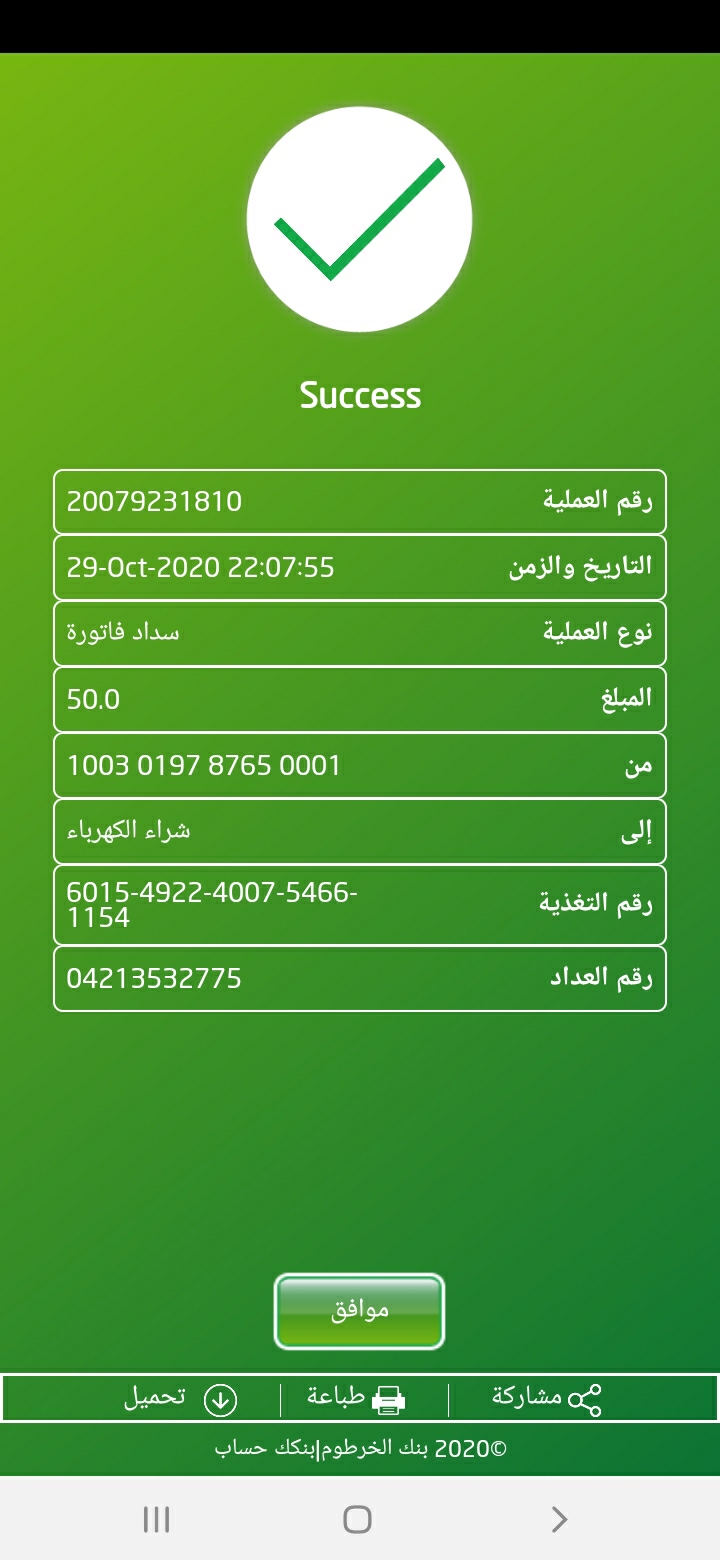 Success
رقم العملية 20079231810
التاريخ والزمن 29-Oct-2020 22:07:55
نوع العملية سداد فاتورة
المبلغ 50.0
من 1003 0197 8765 0001
إلى شراء الكهرباء
رقم التغذية 6015-4922-4007-5466-
1154
رقم العداد 04213532775
موافق
مشاركة طباعة تحميل
©2020 بنك الخرطوم|بنكك حساب